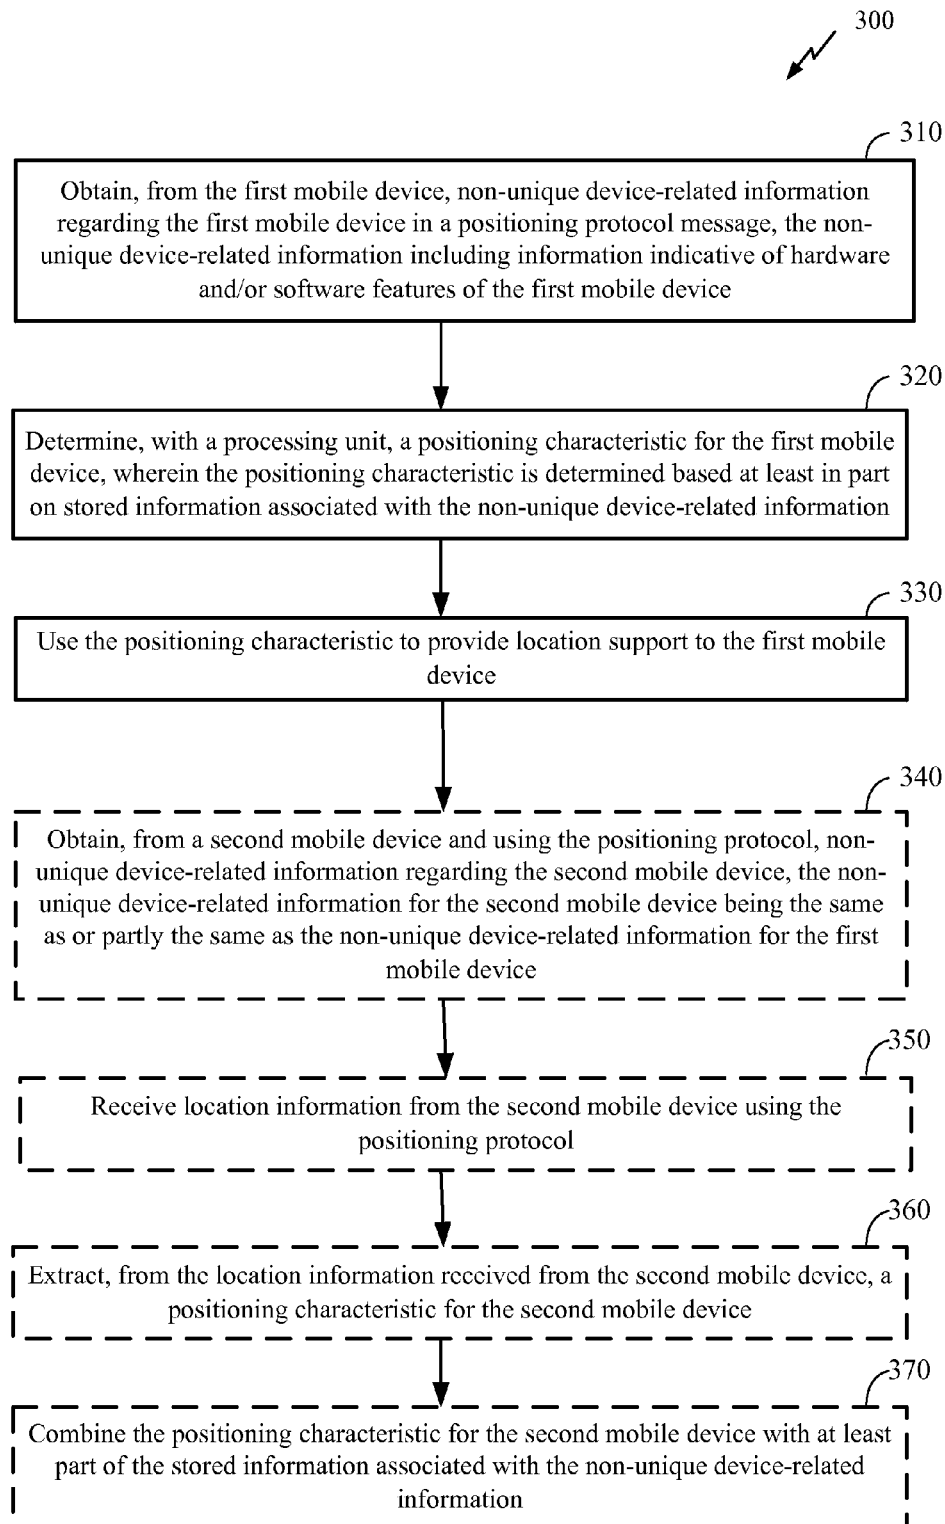 300
310
Obtain, from the first mobile device, non-unique device-related information
regarding the first mobile device in a positioning protocol message, the non-
unique device-related information including information indicative of hardware
and/or software features of the first mobile device
320
Determine, with a processing unit, a positioning characteristic for the first mobile
device, wherein the positioning characteristic is determined based at least in part
on stored information associated with the non-unique device-related information
330
Use the positioning characteristic to provide location support to the first mobile
device
340
Obtain, from a second mobile device and using the positioning protocol, non-
unique device-related information regarding the second mobile device, the non-
unique device-related information for the second mobile device being the same
as or partly the same as the non-unique device-related information for the first
mobile device
350
Receive location information from the second mobile device using the
positioning protocol
360
Extract, from the location information received from the second mobile device, a
positioning characteristic for the second mobile device
370
Combine the positioning characteristic for the second mobile device with at least
part of the stored information associated with the non-unique device-related
information